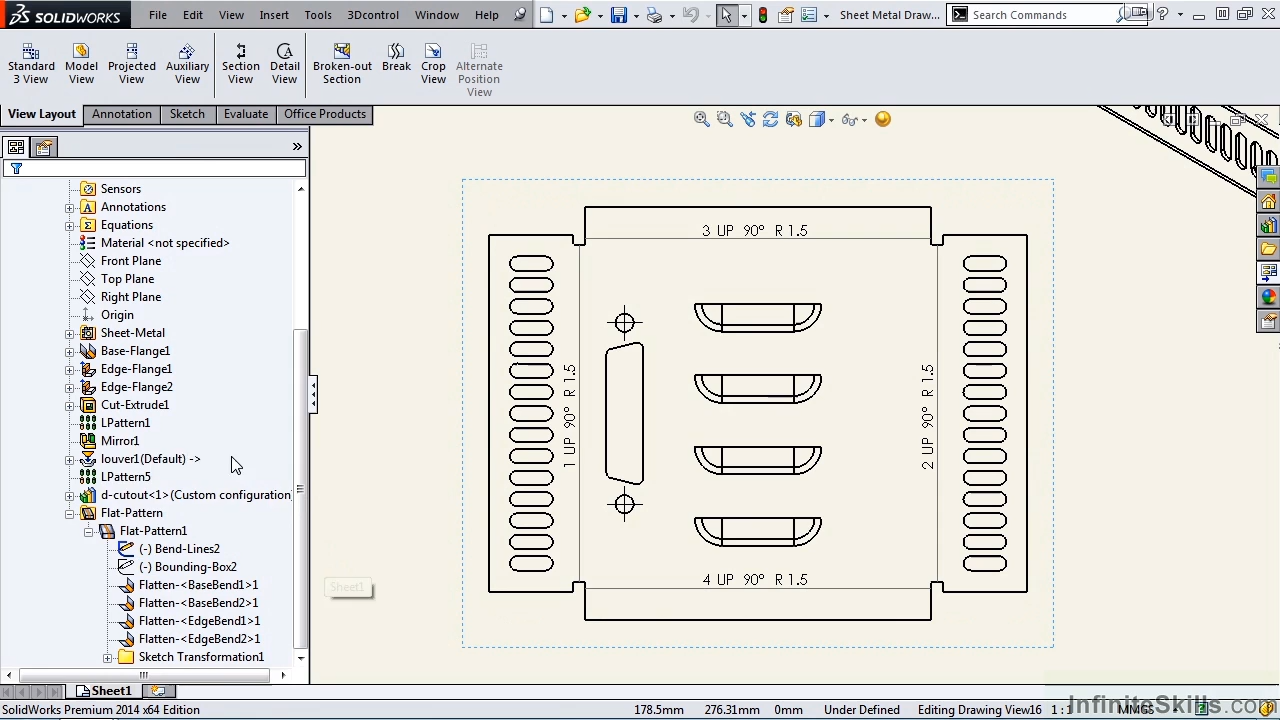 SOLIDWORKS File Edit View Insert Tools 3Dcontrol Window Help Sheet Metal Draw... Search Commands
Standard 3 View
Model View
Projected View
Auxiliary View
Section View
Detail View
Broken-out Section
Break
Crop View
Alternate Position View
View Layout Annotation Sketch Evaluate Office Products
Sensors
Annotations
Equations
Material <not specified>
Front Plane
Top Plane
Right Plane
Origin
Sheet-Metal
Base-Flange1
Edge-Flange1
Edge-Flange2
Cut-Extrude1
LPattern1
Mirror1
louver1(Default) ->
LPattern5
d-cutout<1>(Custom configuration
Flat-Pattern
Flat-Pattern1
(-) Bend-Lines2
(-) Bounding-Box2
Flatten-<BaseBend1>1
Flatten-<BaseBend2>1
Flatten-<EdgeBend1>1
Flatten-<EdgeBend2>1
Sketch Transformation1
3 UP 90° R 1.5
1 UP 90° R 1.5
2 UP 90° R 1.5
4 UP 90° R 1.5
Sheet1
Sheet1
InfiniteSkills.com
SolidWorks Premium 2014 x64 Edition 178.5mm 276.31mm 0mm Under Defined Editing Drawing View16 1 : 1 MMGS